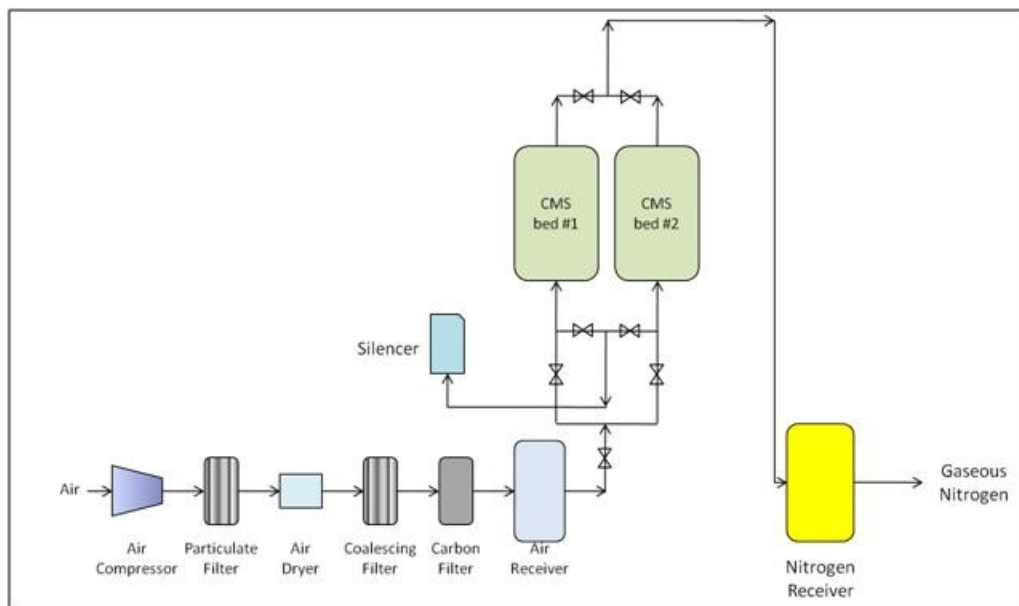 CMS
bed #1
CMS
bed #2
Silencer
Air
Air
Compressor
Particulate
Filter
Air
Dryer
Coalescing
Filter
Carbon
Filter
Air
Receiver
Gaseous
Nitrogen
Nitrogen
Receiver